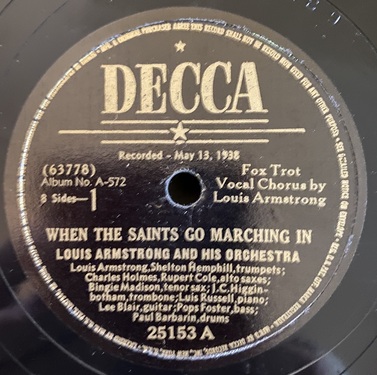 DECCA
Recorded - May 13, 1938
(63778)
Album No. A-572
8 Sides—1
Fox Trot
Vocal Chorus by
Louis Armstrong
WHEN THE SAINTS GO MARCHING IN
LOUIS ARMSTRONG AND HIS ORCHESTRA
Louis Armstrong, Shelton Hemphill, trumpets;
Charles Holmes, Rupert Cole, alto saxes;
Bingie Madison, tenor sax; J.C. Higgin-
botham, trombone; Luis Russell, piano;
Lee Blair, guitar; Pops Foster, bass;
Paul Barbarin, drums
25153 A